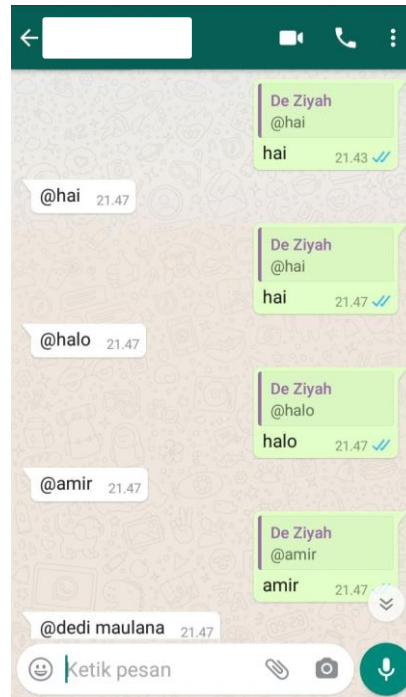 De Ziyah
@hai
hai 21.43
@hai 21.47
De Ziyah
@hai
hai 21.47
@halo 21.47
De Ziyah
@halo
halo 21.47
@amir 21.47
De Ziyah
@amir
amir 21.47
@dedi maulana 21.47
Ketik pesan